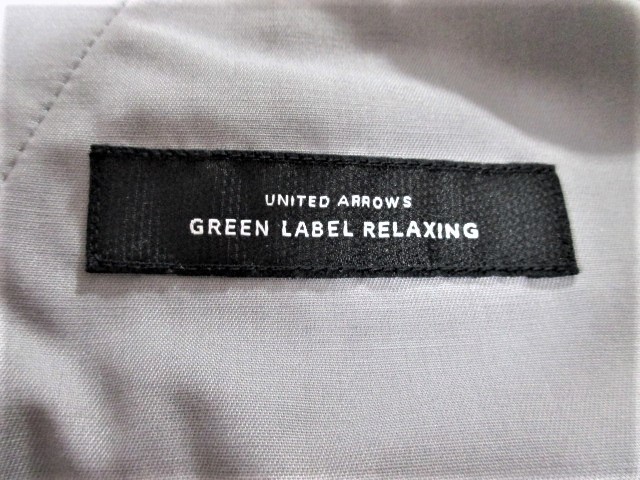 UNITED ARROWS
GREEN LABEL RELAXING